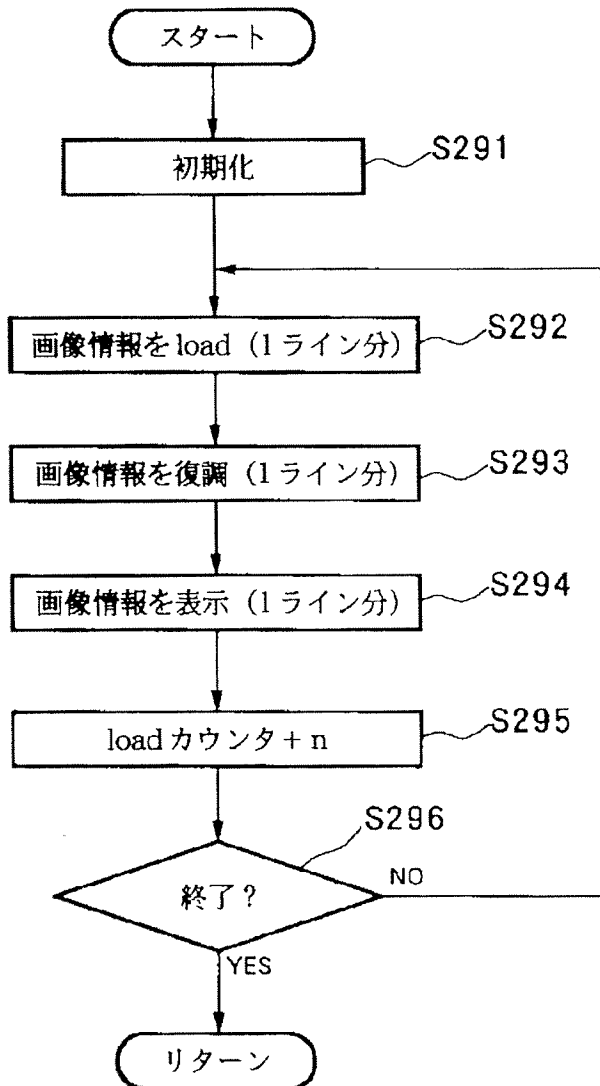 スタート
初期化
S291
画像情報をload（1ライン分）
S292
画像情報を復調（1ライン分）
S293
画像情報を表示（1ライン分）
S294
loadカウンタ+n
S295
S296
終了？
NO
YES
リターン